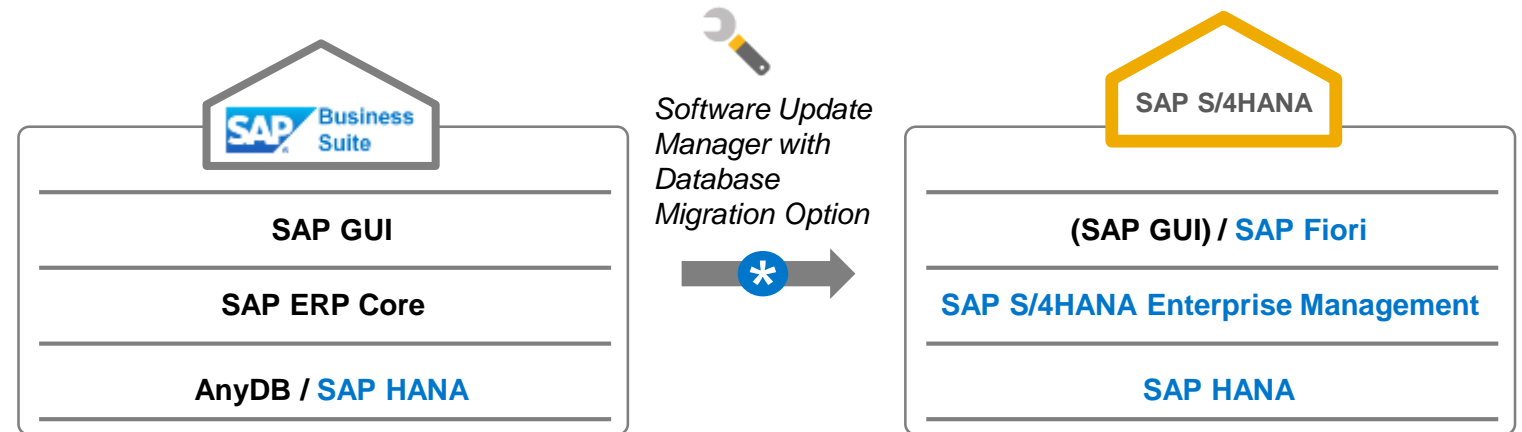 SAP
®
Business
Suite
SAP GUI
SAP ERP Core
AnyDB / SAP HANA
Software Update
Manager with
Database
Migration Option
*
SAP S/4HANA
(SAP GUI) / SAP Fiori
SAP S/4HANA Enterprise Management
SAP HANA